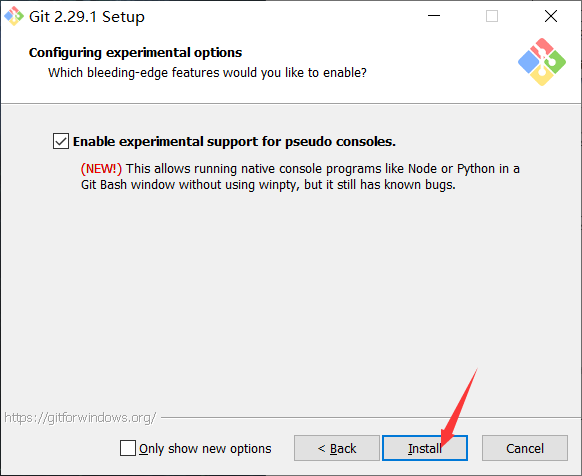 Git 2.29.1 Setup
Configuring experimental options
Which bleeding-edge features would you like to enable?
Enable experimental support for pseudo consoles.
(NEW!) This allows running native console programs like Node or Python in a
Git Bash window without using winpty, but it still has known bugs.
https://gitforwindows.org/
Only show new options
< Back
Install
Cancel